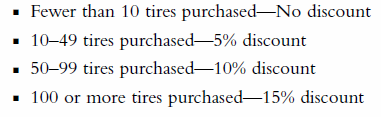 ▪ Fewer than 10 tires purchased—No discount
▪ 10–49 tires purchased—5% discount
▪ 50–99 tires purchased—10% discount
▪ 100 or more tires purchased—15% discount